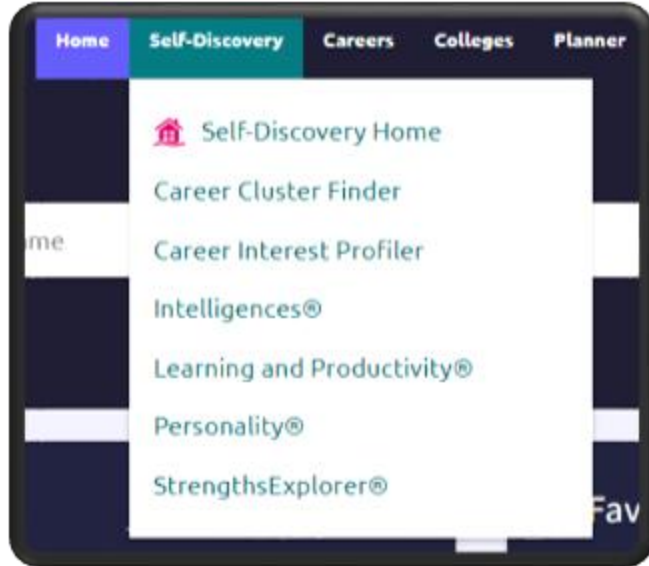 Home Self-Discovery Careers Colleges Planner
Self-Discovery Home
Career Cluster Finder
Career Interest Profiler
Intelligences®
Learning and Productivity®
Personality®
StrengthsExplorer®